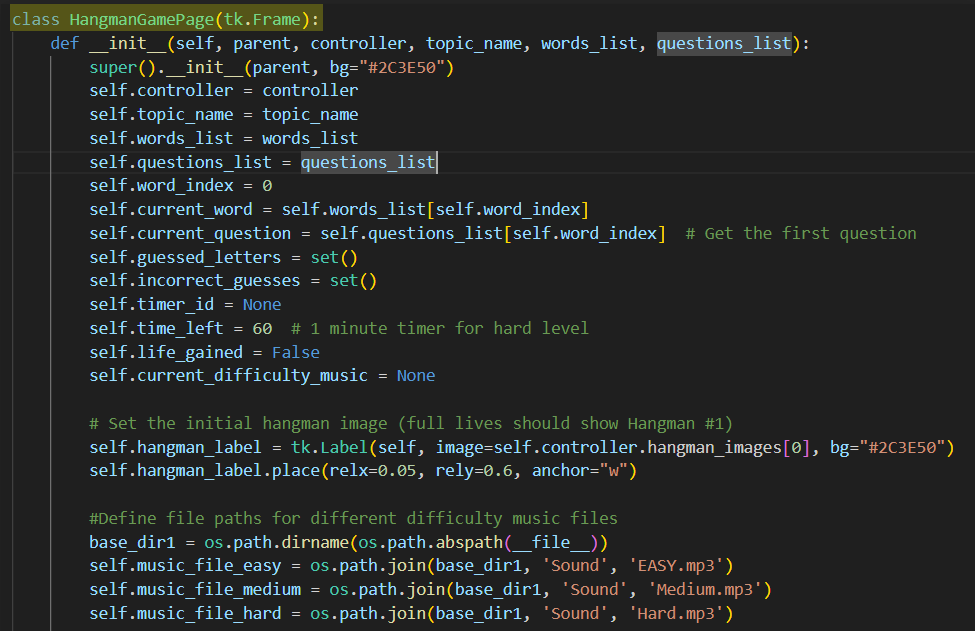 class HangmanGamePage(tk.Frame):
    def __init__(self, parent, controller, topic_name, words_list, questions_list):
        super().__init__(parent, bg="#2C3E50")
        self.controller = controller
        self.topic_name = topic_name
        self.words_list = words_list
        self.questions_list = questions_list
        self.word_index = 0
        self.current_word = self.words_list[self.word_index]
        self.current_question = self.questions_list[self.word_index]  # Get the first question
        self.guessed_letters = set()
        self.incorrect_guesses = set()
        self.timer_id = None
        self.time_left = 60  # 1 minute timer for hard level
        self.life_gained = False
        self.current_difficulty_music = None

        # Set the initial hangman image (full lives should show Hangman #1)
        self.hangman_label = tk.Label(self, image=self.controller.hangman_images[0], bg="#2C3E50")
        self.hangman_label.place(relx=0.05, rely=0.6, anchor="w")

        #Define file paths for different difficulty music files
        base_dir1 = os.path.dirname(os.path.abspath(__file__))
        self.music_file_easy = os.path.join(base_dir1, 'Sound', 'EASY.mp3')
        self.music_file_medium = os.path.join(base_dir1, 'Sound', 'Medium.mp3')
        self.music_file_hard = os.path.join(base_dir1, 'Sound', 'Hard.mp3')